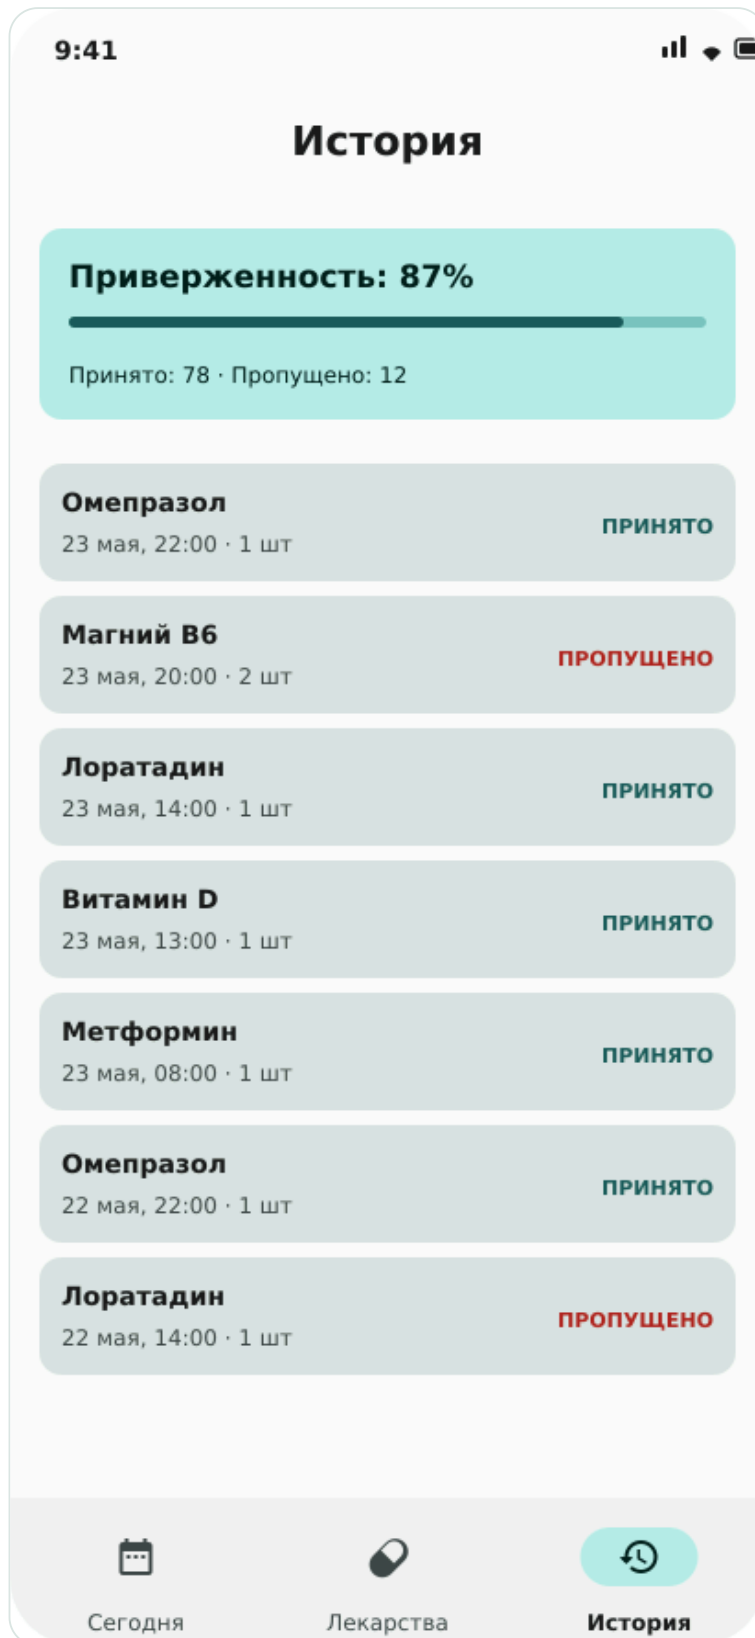 9:41
История
Приверженность: 87%
Принято: 78 · Пропущено: 12
Омепразол
23 мая, 22:00 · 1 шт
ПРИНЯТО
Магний B6
23 мая, 20:00 · 2 шт
ПРОПУЩЕНО
Лоратадин
23 мая, 14:00 · 1 шт
ПРИНЯТО
Витамин D
23 мая, 13:00 · 1 шт
ПРИНЯТО
Метформин
23 мая, 08:00 · 1 шт
ПРИНЯТО
Омепразол
22 мая, 22:00 · 1 шт
ПРИНЯТО
Лоратадин
22 мая, 14:00 · 1 шт
ПРОПУЩЕНО
Сегодня
Лекарства
История